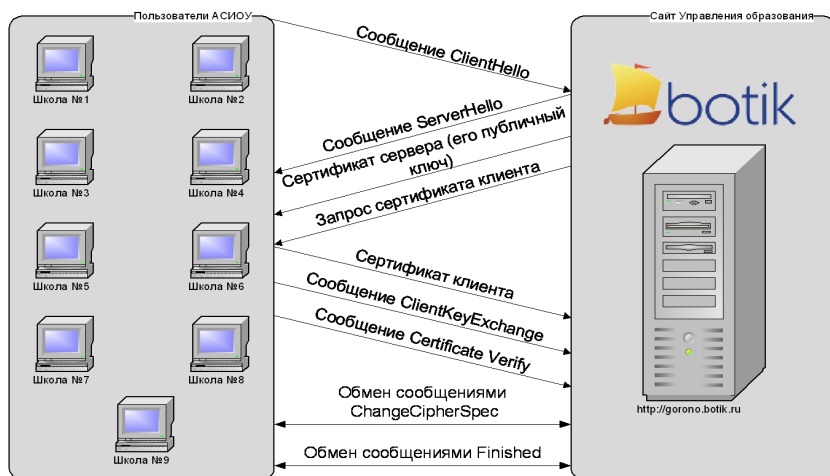 Пользователи АСИОУ
Сайт Управления образования
Школа №1
Школа №2
Школа №3
Школа №4
Школа №5
Школа №6
Школа №7
Школа №8
Школа №9
Сообщение ClientHello
Сообщение ServerHello
Сертификат сервера (его публичный
ключ)
Запрос сертификата клиента
Сертификат клиента
Сообщение ClientKeyExchange
Сообщение Certificate Verify
Обмен сообщениями
ChangeCipherSpec
Обмен сообщениями Finished
botik
http://gorono.botik.ru